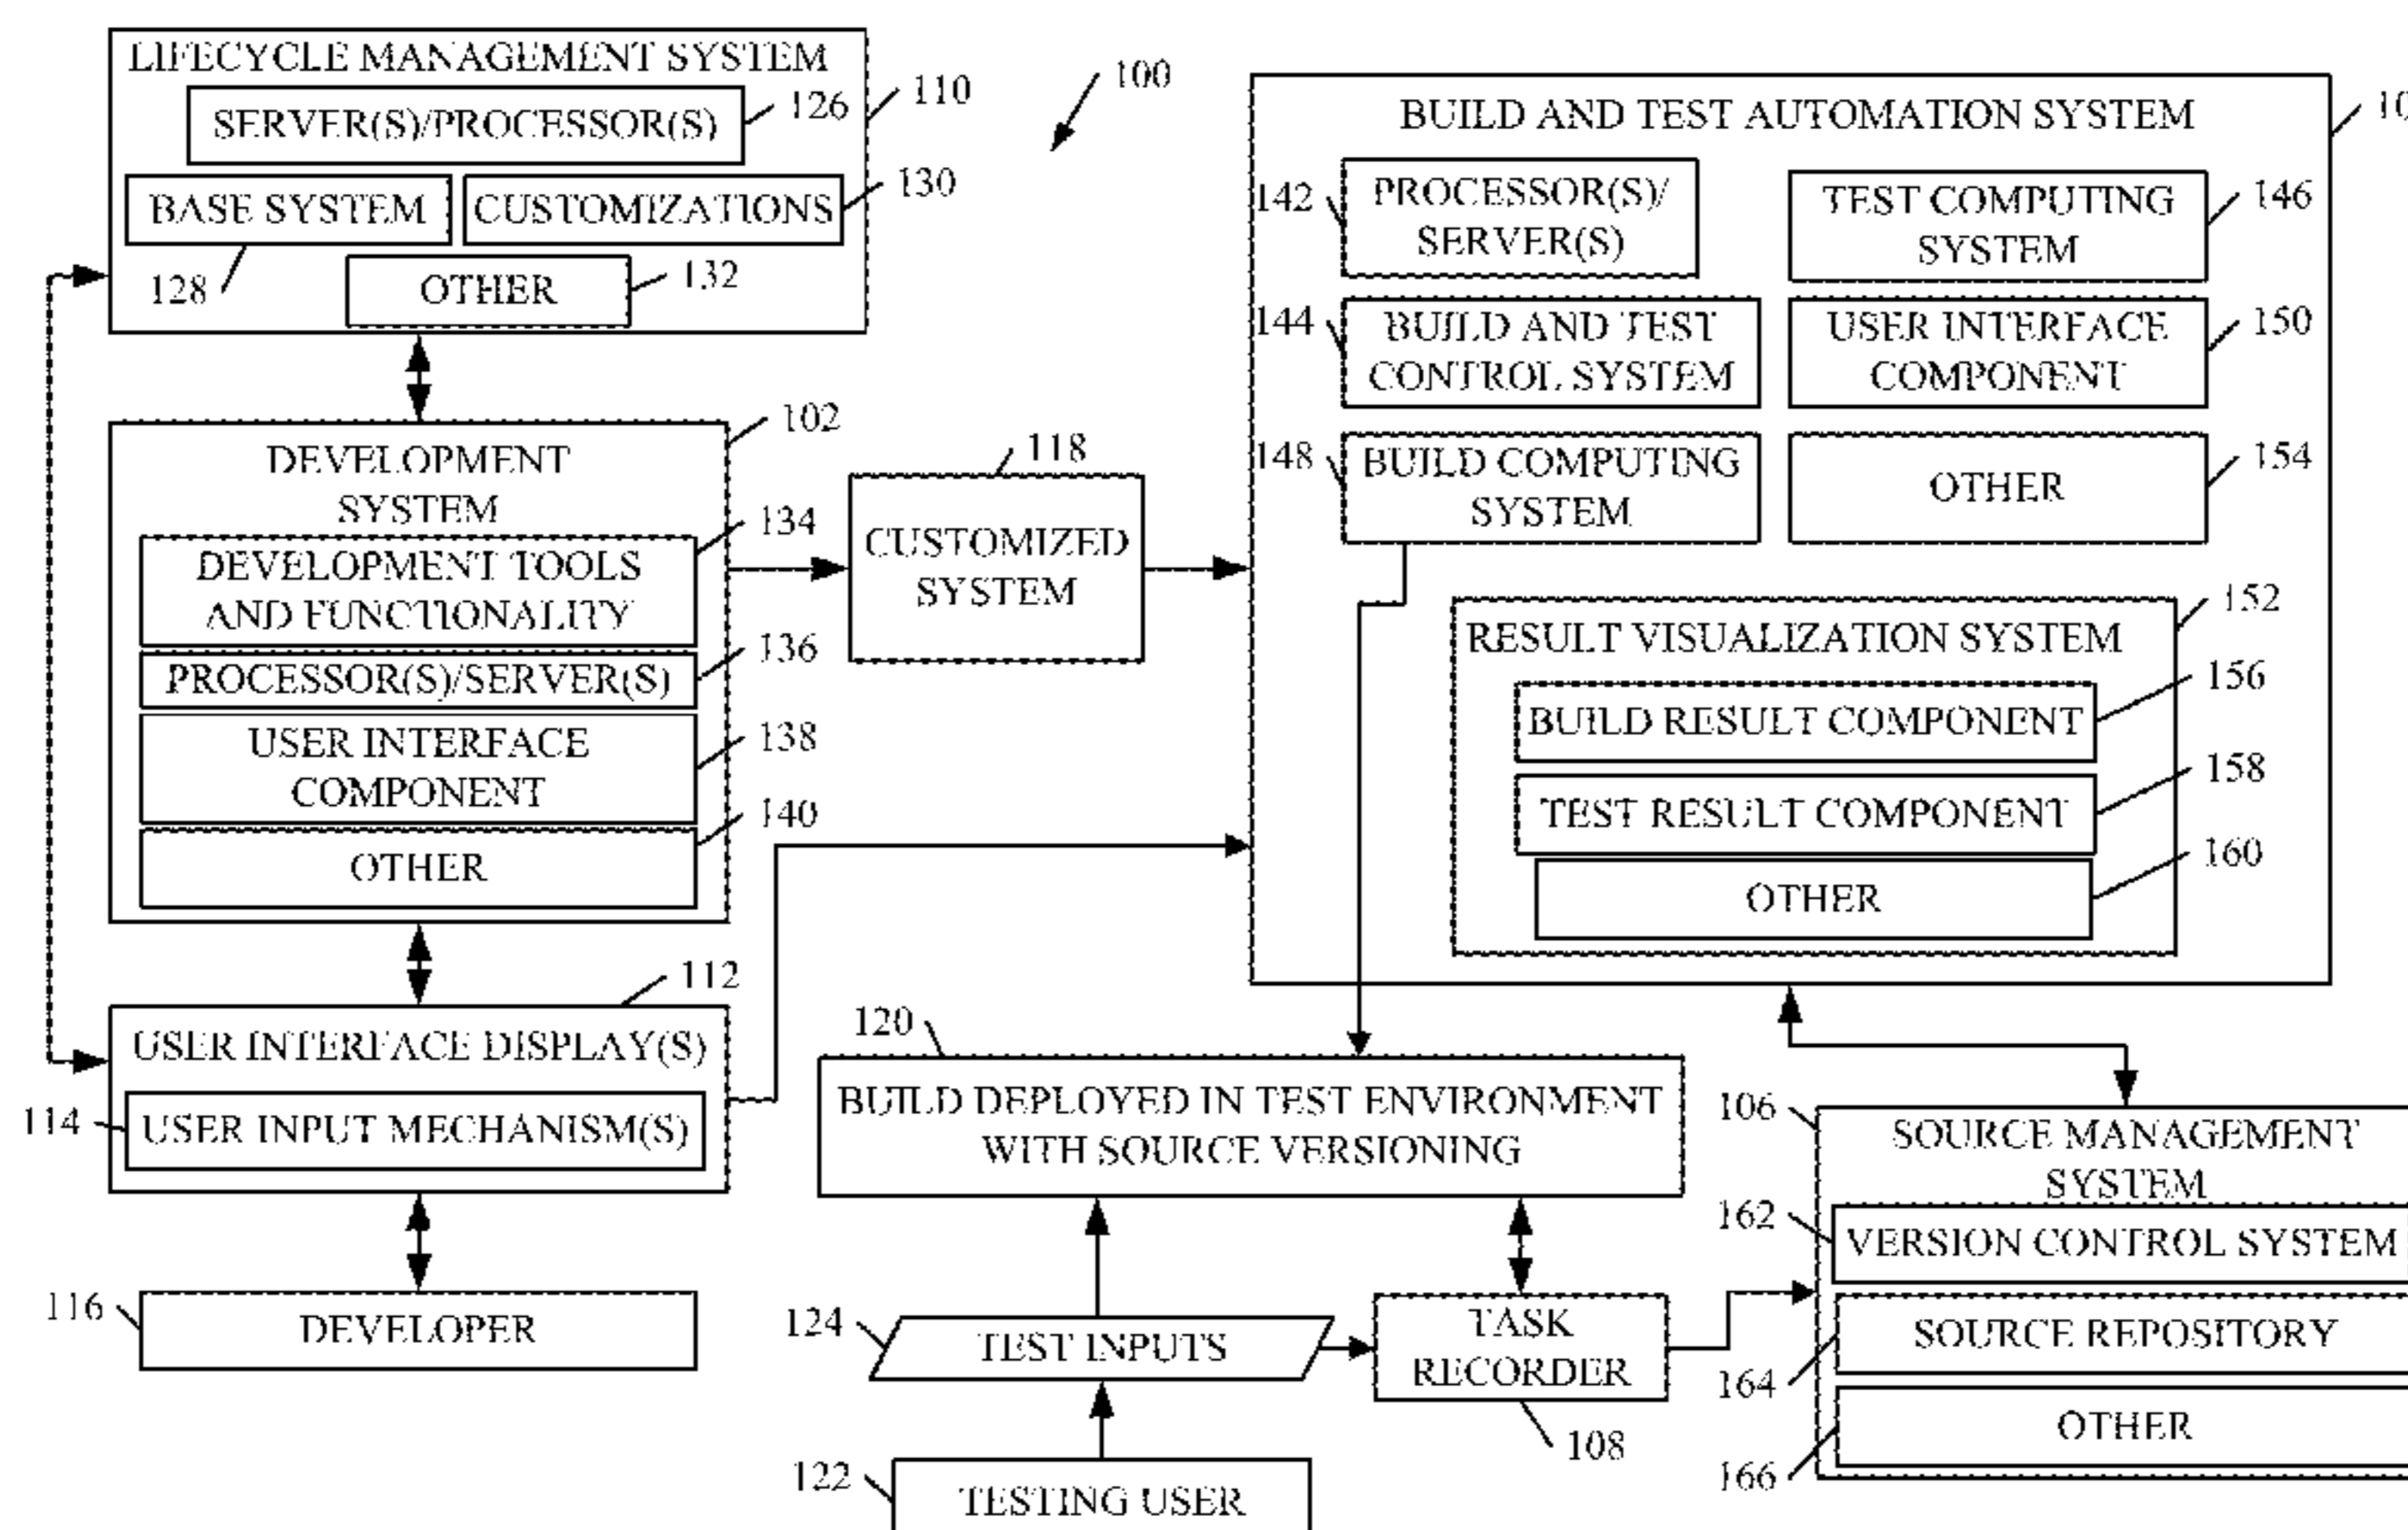 LIFECYCLE MANAGEMENT SYSTEM
110
SERVER(S)/PROCESSOR(S)
126
BASE SYSTEM
128
CUSTOMIZATIONS
130
OTHER
132
100
102
DEVELOPMENT
SYSTEM
134
DEVELOPMENT TOOLS
AND FUNCTIONALITY
136
PROCESSOR(S)/SERVER(S)
138
USER INTERFACE
COMPONENT
140
OTHER
112
USER INTERFACE DISPLAY(S)
114
USER INPUT MECHANISM(S)
116
DEVELOPER
118
CUSTOMIZED
SYSTEM
BUILD AND TEST AUTOMATION SYSTEM
142
PROCESSOR(S)/
SERVER(S)
TEST COMPUTING
SYSTEM
146
144
BUILD AND TEST
CONTROL SYSTEM
USER INTERFACE
COMPONENT
150
148
BUILD COMPUTING
SYSTEM
OTHER
154
152
RESULT VISUALIZATION SYSTEM
156
BUILD RESULT COMPONENT
158
TEST RESULT COMPONENT
160
OTHER
120
BUILD DEPLOYED IN TEST ENVIRONMENT
WITH SOURCE VERSIONING
124
TEST INPUTS
TASK
RECORDER
108
122
TESTING USER
106
SOURCE MANAGEMENT
SYSTEM
162
VERSION CONTROL SYSTEM
164
SOURCE REPOSITORY
166
OTHER